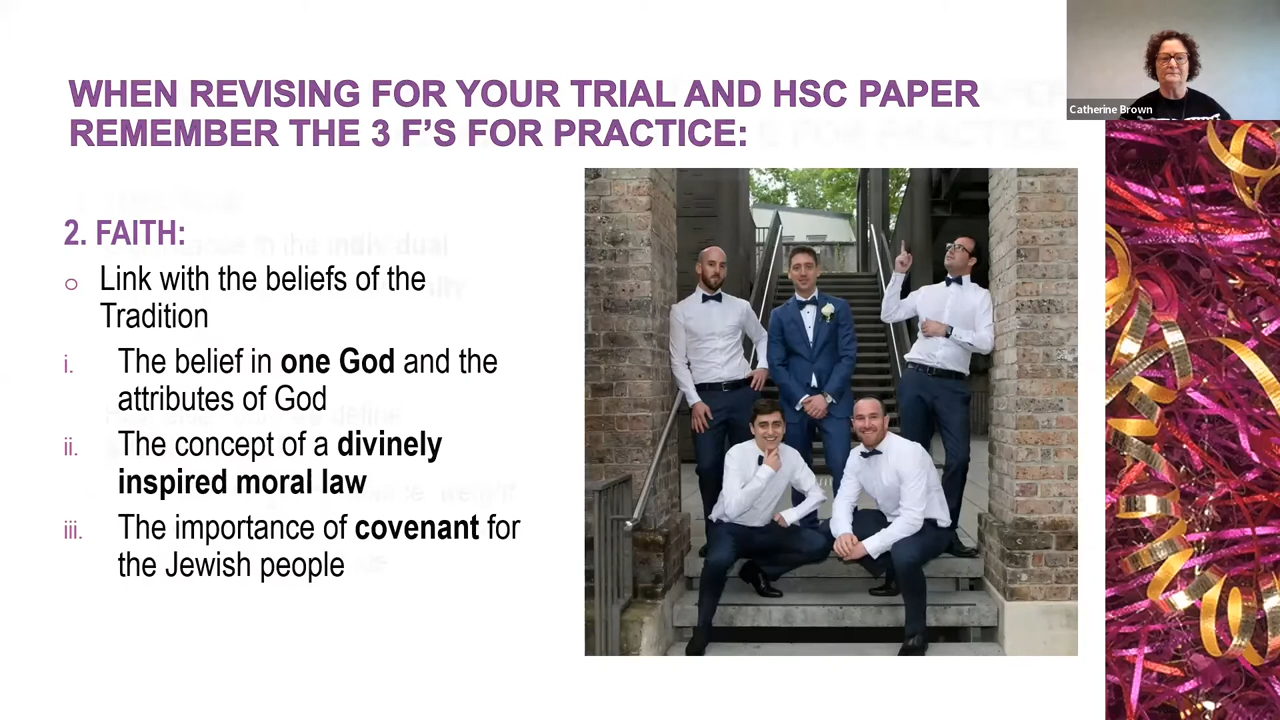 WHEN REVISING FOR YOUR TRIAL AND HSC PAPER
REMEMBER THE 3 F'S FOR PRACTICE:
Catherine Brown
2. FAITH:
o Link with the beliefs of the
Tradition
i. The belief in one God and the
attributes of God
ii. The concept of a divinely
inspired moral law
iii. The importance of covenant for
the Jewish people